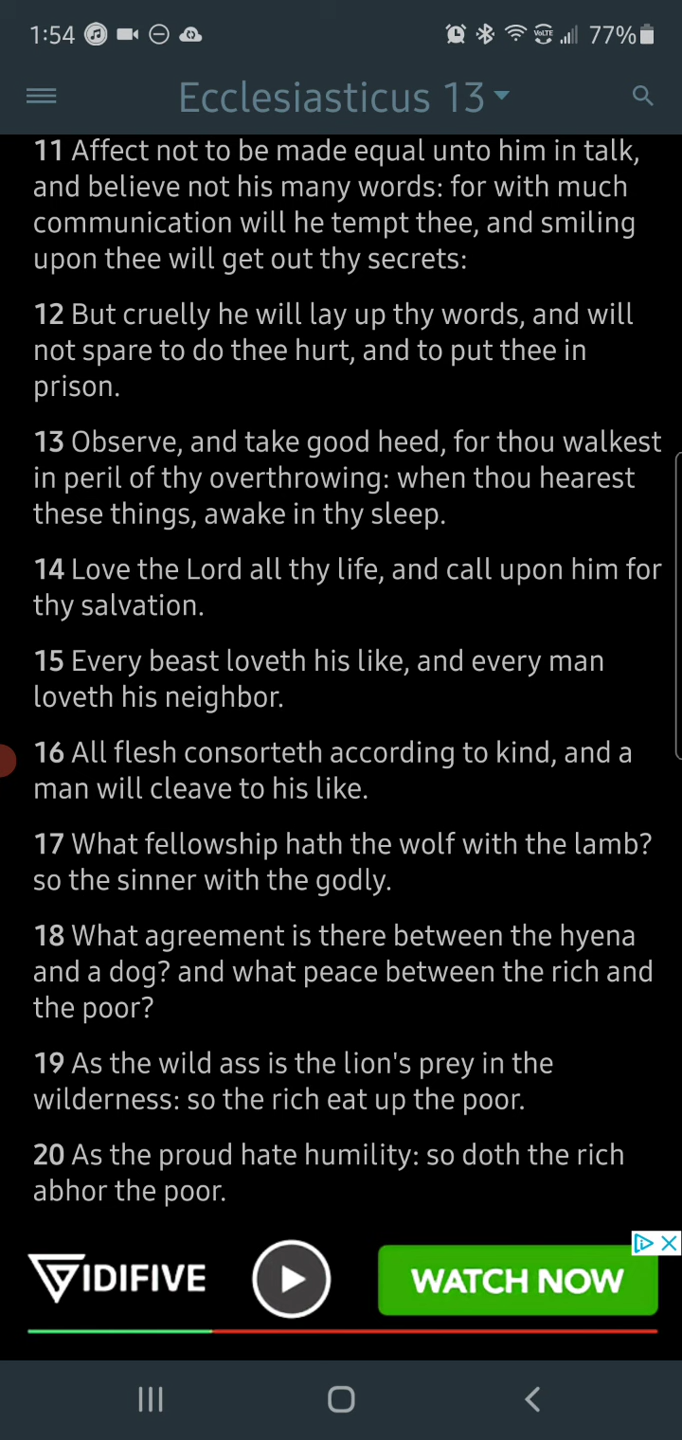 1:54
VoLTE
77%
Ecclesiasticus 13
11 Affect not to be made equal unto him in talk,
and believe not his many words: for with much
communication will he tempt thee, and smiling
upon thee will get out thy secrets:
12 But cruelly he will lay up thy words, and will
not spare to do thee hurt, and to put thee in
prison.
13 Observe, and take good heed, for thou walkest
in peril of thy overthrowing: when thou hearest
these things, awake in thy sleep.
14 Love the Lord all thy life, and call upon him for
thy salvation.
15 Every beast loveth his like, and every man
loveth his neighbor.
16 All flesh consorteth according to kind, and a
man will cleave to his like.
17 What fellowship hath the wolf with the lamb?
so the sinner with the godly.
18 What agreement is there between the hyena
and a dog? and what peace between the rich and
the poor?
19 As the wild ass is the lion's prey in the
wilderness: so the rich eat up the poor.
20 As the proud hate humility: so doth the rich
abhor the poor.
VIDIFIVE
WATCH NOW